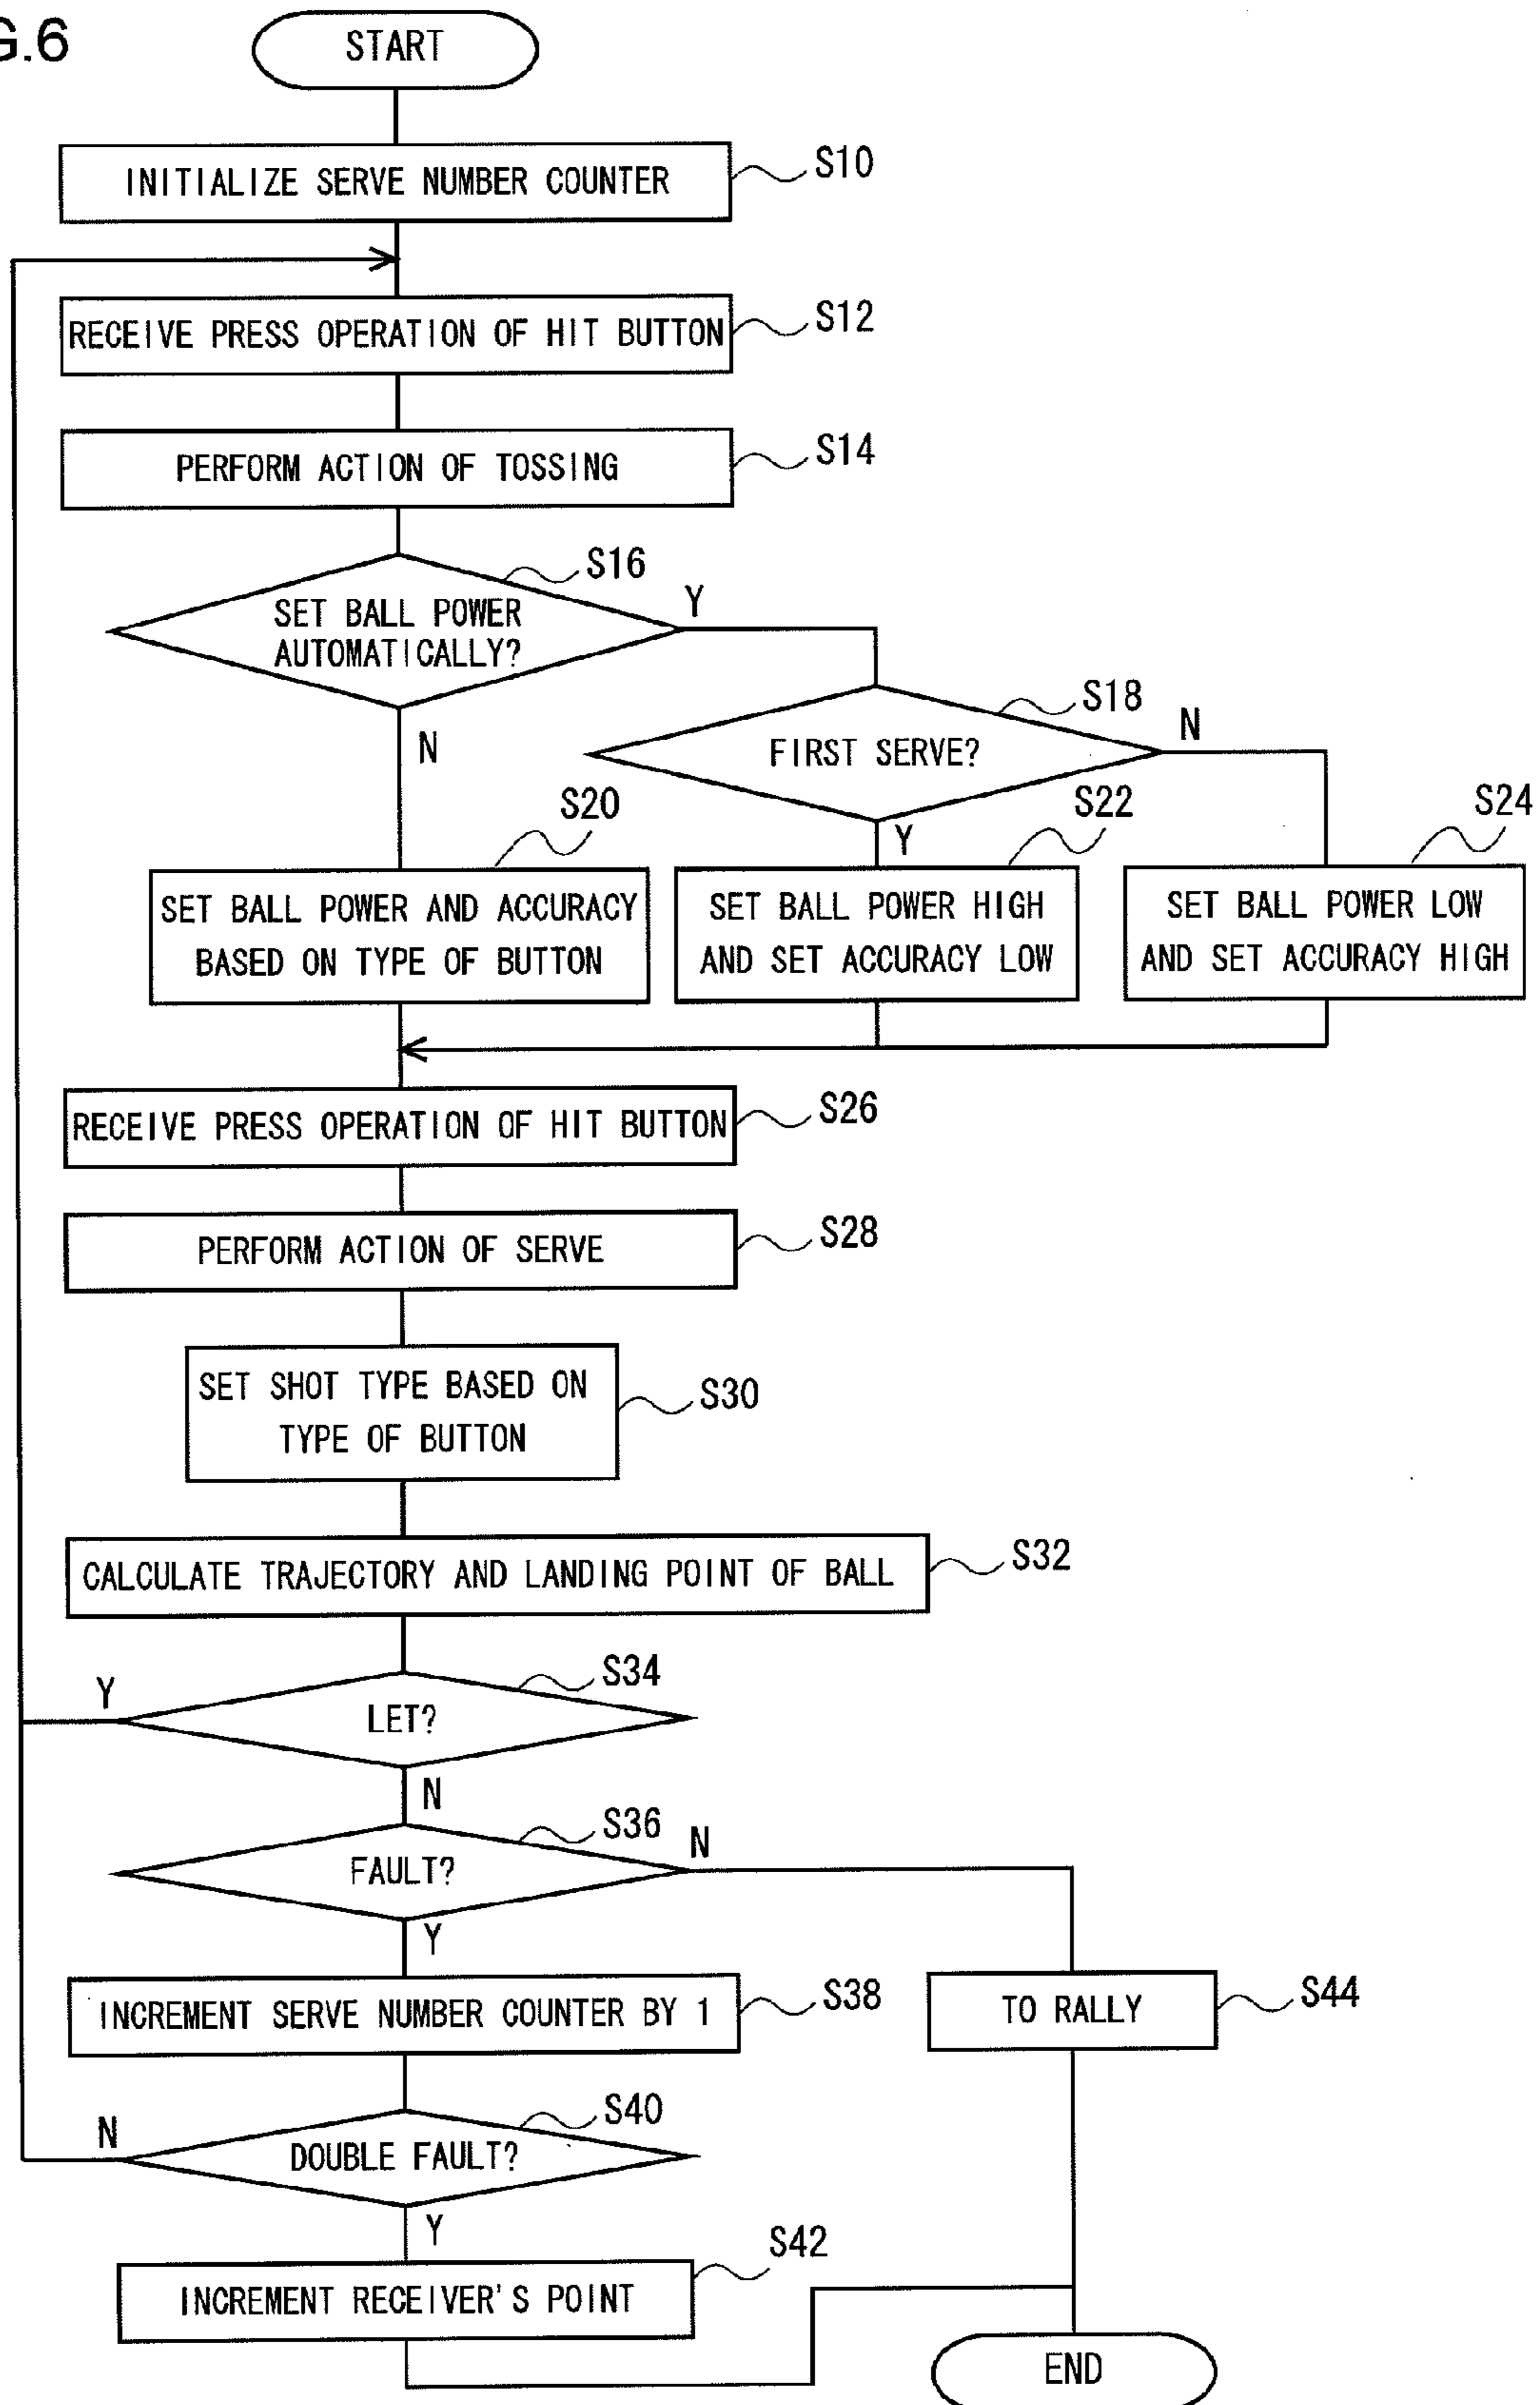 G.6
START
INITIALIZE SERVE NUMBER COUNTER
S10
RECEIVE PRESS OPERATION OF HIT BUTTON
S12
PERFORM ACTION OF TOSSING
S14
S16
SET BALL POWER
AUTOMATICALLY?
Y
N
S18
FIRST SERVE?
N
Y
S20
SET BALL POWER AND ACCURACY
BASED ON TYPE OF BUTTON
S22
SET BALL POWER HIGH
AND SET ACCURACY LOW
S24
SET BALL POWER LOW
AND SET ACCURACY HIGH
RECEIVE PRESS OPERATION OF HIT BUTTON
S26
PERFORM ACTION OF SERVE
S28
SET SHOT TYPE BASED ON
TYPE OF BUTTON
S30
CALCULATE TRAJECTORY AND LANDING POINT OF BALL
S32
S34
Y
LET?
N
S36
N
FAULT?
Y
INCREMENT SERVE NUMBER COUNTER BY 1
S38
TO RALLY
S44
S40
N
DOUBLE FAULT?
Y
S42
INCREMENT RECEIVER'S POINT
END